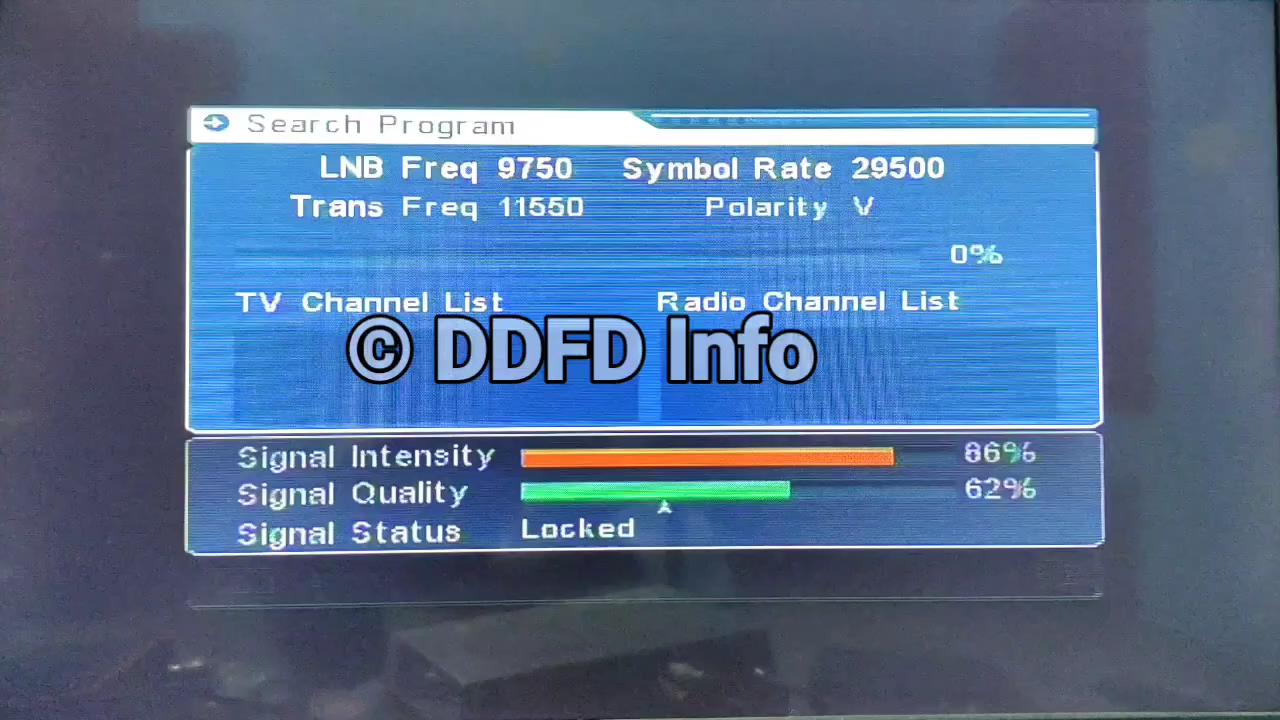 Search Program
LNB Freq 9750 Symbol Rate 29500
Trans Freq 11550 Polarity V
0%
TV Channel List Radio Channel List
© DDFD Info
Signal Intensity 86%
Signal Quality 62%
Signal Status Locked